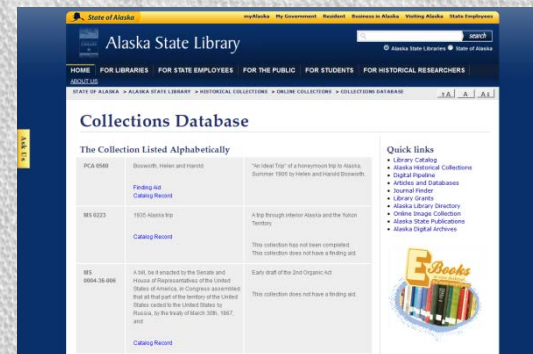 State of Alaska
myAlaska My Government Resident Business in Alaska Visiting Alaska State Employees
Alaska State Library
search
Alaska State Libraries State of Alaska
HOME FOR LIBRARIES FOR STATE EMPLOYEES FOR THE PUBLIC FOR STUDENTS FOR HISTORICAL RESEARCHERS
ABOUT US
STATE OF ALASKA > ALASKA STATE LIBRARY > HISTORICAL COLLECTIONS > ONLINE COLLECTIONS > COLLECTIONS DATABASE
Ask Us
Collections Database
The Collection Listed Alphabetically
PCA 0560
Bosworth, Helen and Harold.
Finding Aid
Catalog Record
"An Ideal Trip" of a honeymoon trip to Alaska, Summer 1906 by Helen and Harold Bosworth.
MS 0223
1935 Alaska trip
Catalog Record
A trip through interior Alaska and the Yukon
Territory.
This collection has not been completed.
This collection does not have a finding aid.
MS
0004.36.006
A bill, be it enacted by the Senate and
House of Representatives of the United
States of America, in Congress assembled
that all that part of the territory of the United
States ceded to the United States by
Russia, by the treaty of March 30th, 1867,
and
Catalog Record
Early draft of the 2nd Organic Act
This collection does not have a finding aid.
Quick links
Library Catalog
Alaska Historical Collections
Digital Pipeline
Articles and Databases
Journal Finder
Library Grants
Alaska Library Directory
Online Image Collection
Alaska State Publications
Alaska Digital Archives
EBooks